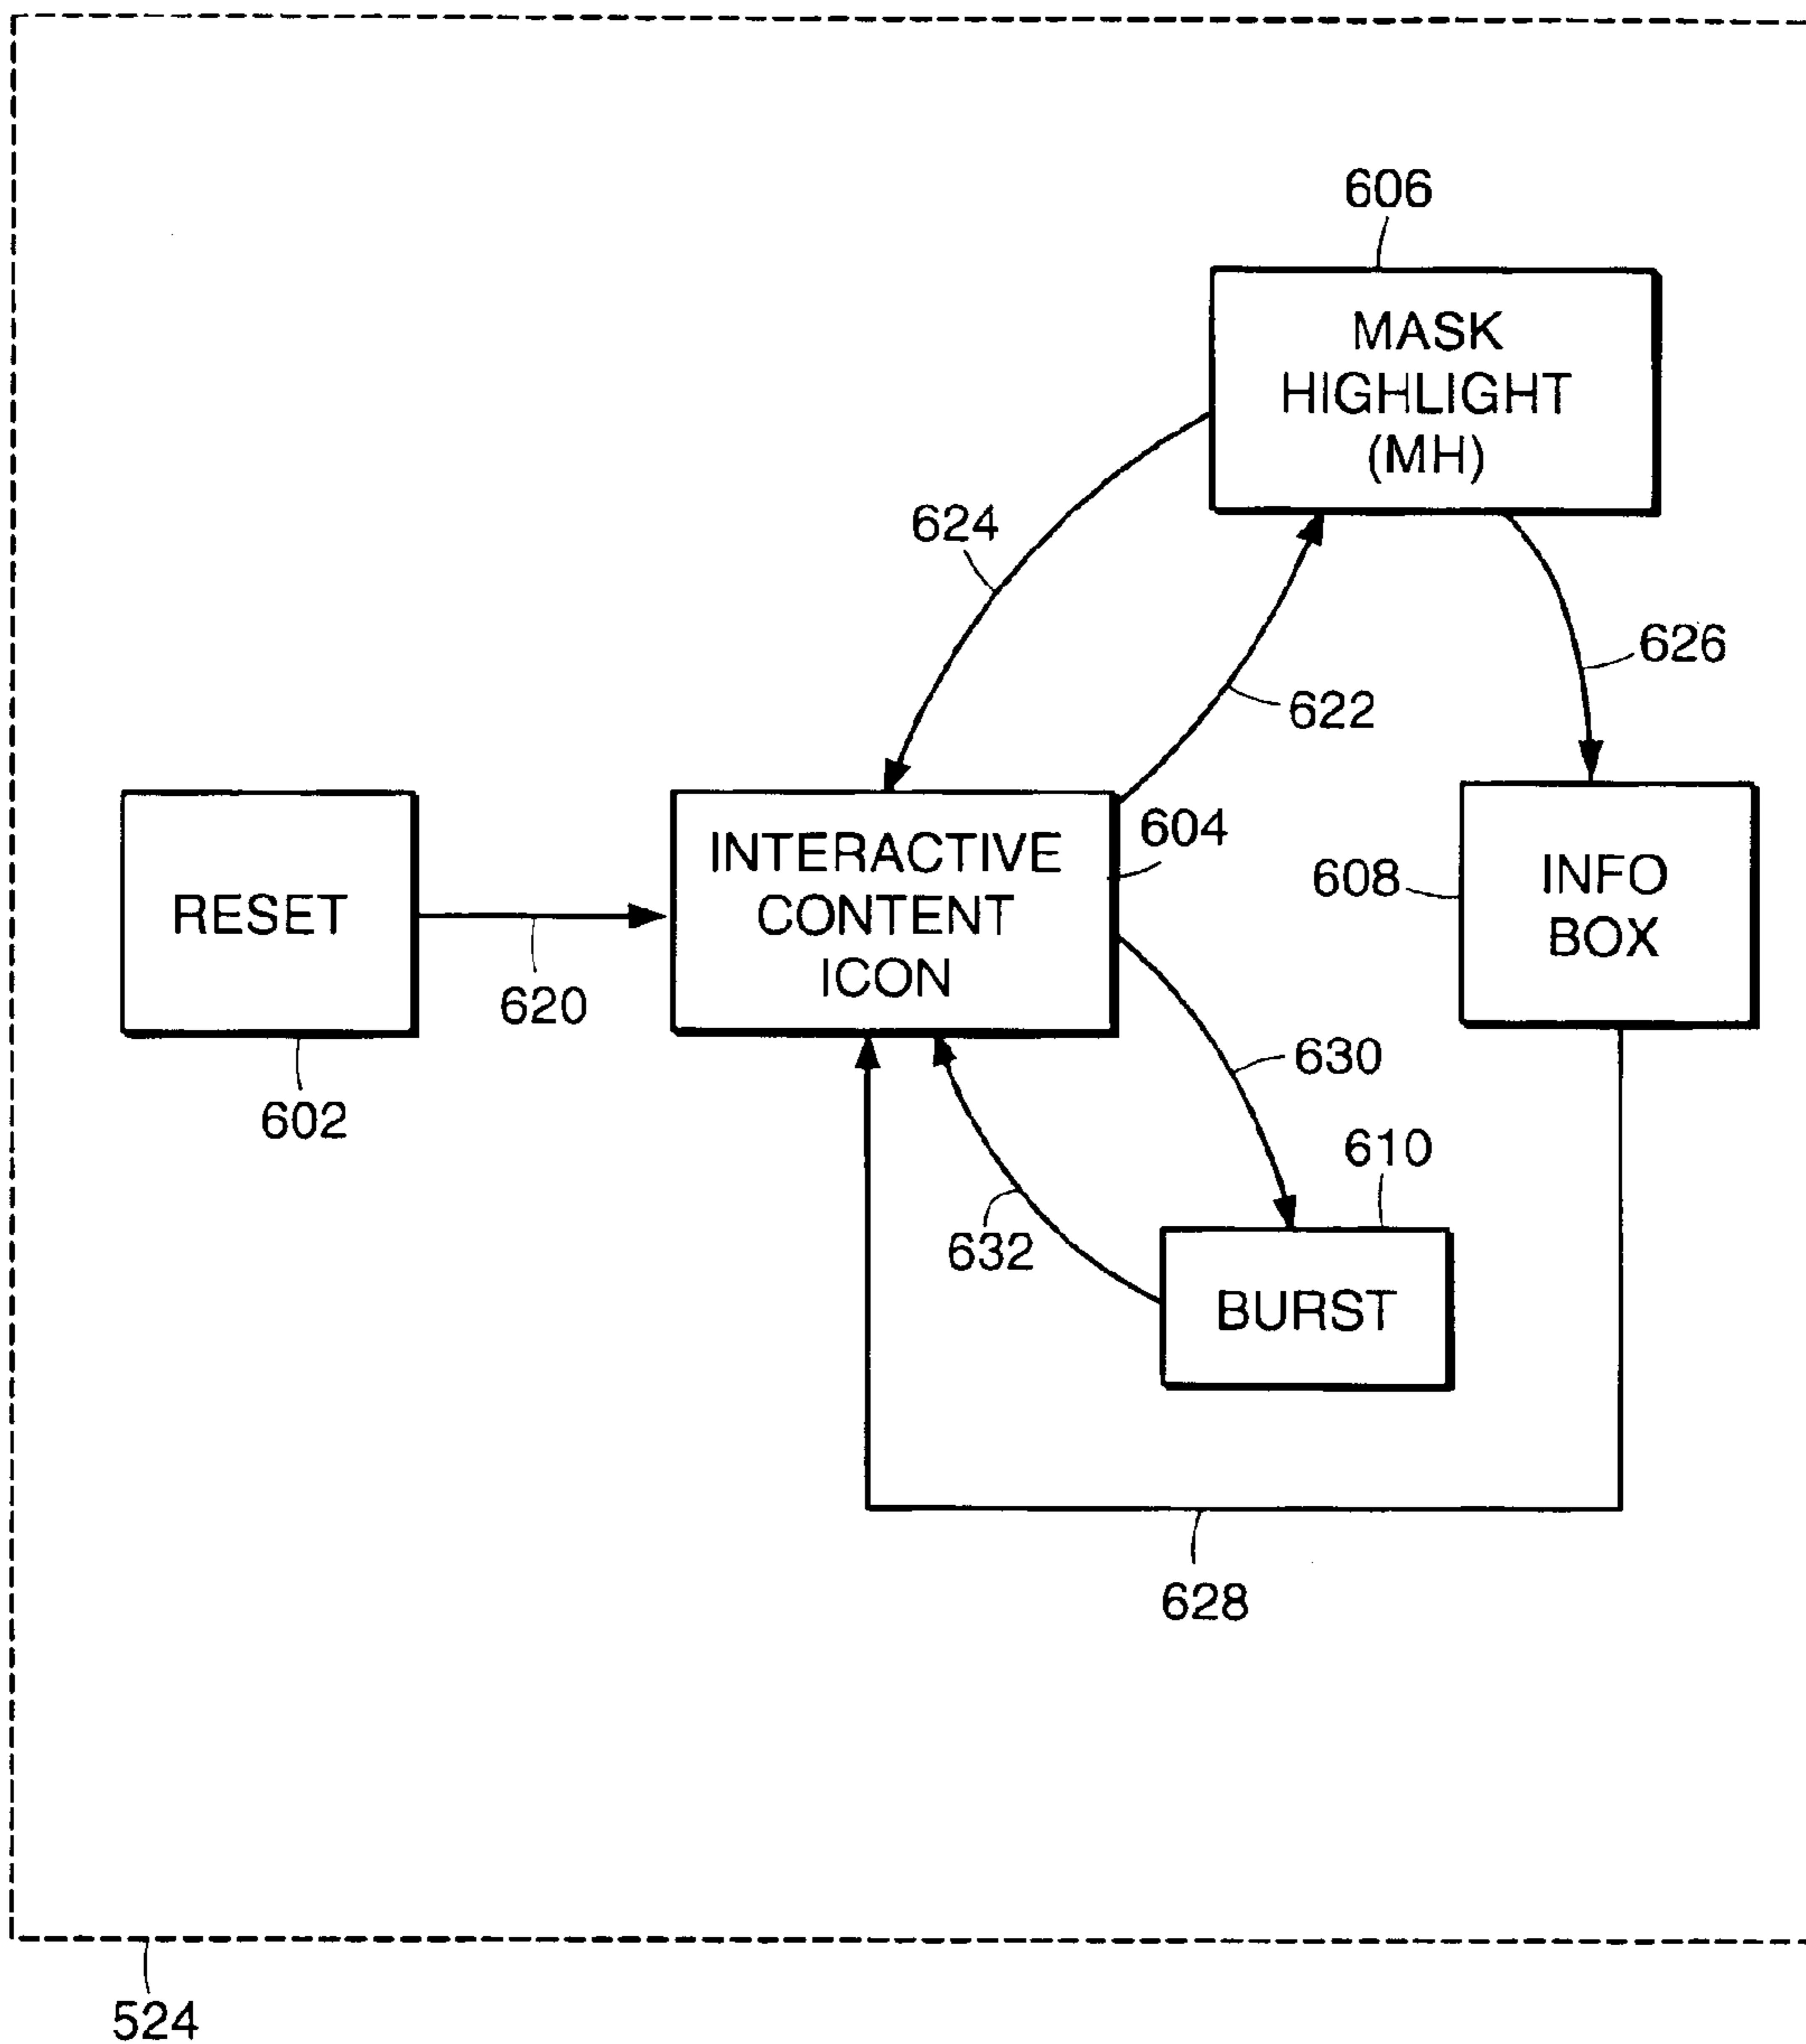 606
MASK
HIGHLIGHT
(MH)
624
626
622
604
INTERACTIVE
CONTENT
ICON
RESET
608
INFO
BOX
620
630
602
610
632
BURST
628
524